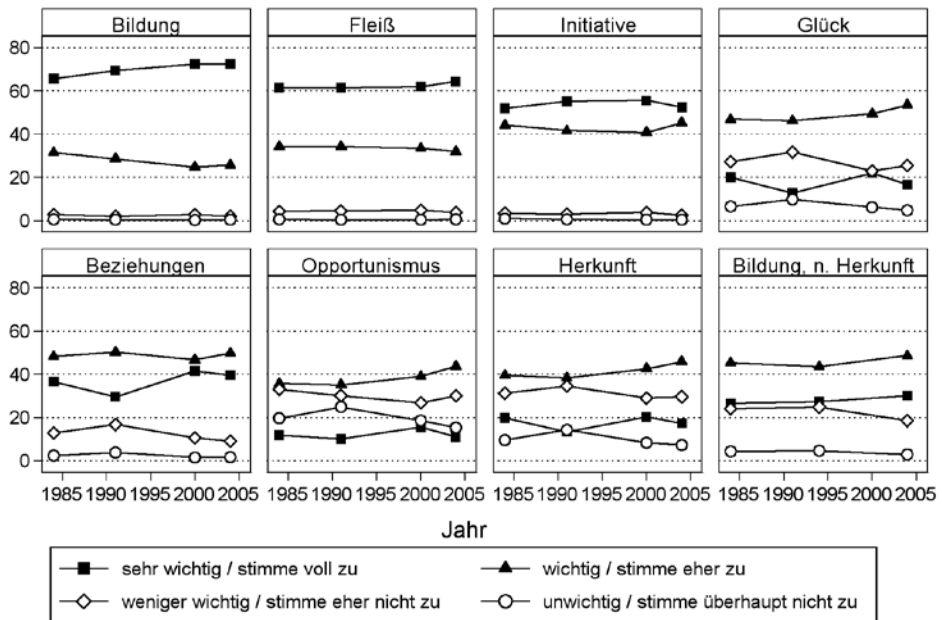 Bildung Fleiß Initiative Glück
80
60
40
20
0
Beziehungen Opportunismus Herkunft Bildung, n. Herkunft
80
60
40
20
0
1985 1990 1995 2000 2005 1985 1990 1995 2000 2005 1985 1990 1995 2000 2005 1985 1990 1995 2000 2005
Jahr
sehr wichtig / stimme voll zu wichtig / stimme eher zu
weniger wichtig / stimme eher nicht zu unwichtig / stimme überhaupt nicht zu